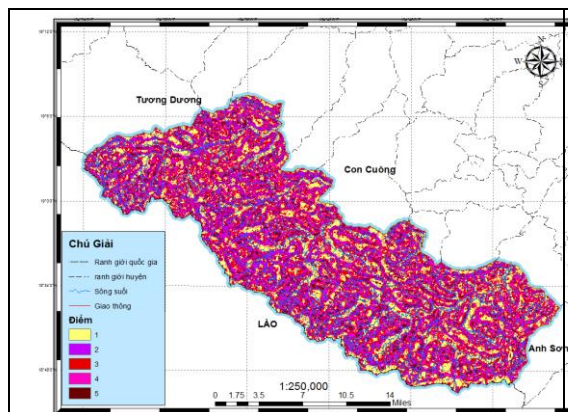 N
W
E
S
Tương Dương
Con Cuông
Chú Giải
Ranh giới quốc gia
ranh giới huyện
Sông suối
Giao thông
Điểm
1
2
3
4
5
LÀO
Anh Sơn
1:250,000
0 1.75 3.5 7 10.5 14
Miles